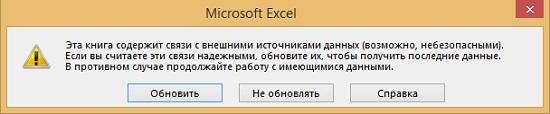 Microsoft Excel
Эта книга содержит связи с внешними источниками данных (возможно, небезопасными).
Если вы считаете эти связи надежными, обновите их, чтобы получить последние данные.
В противном случае продолжайте работу с имеющимися данными.
Обновить Не обновлять Справка